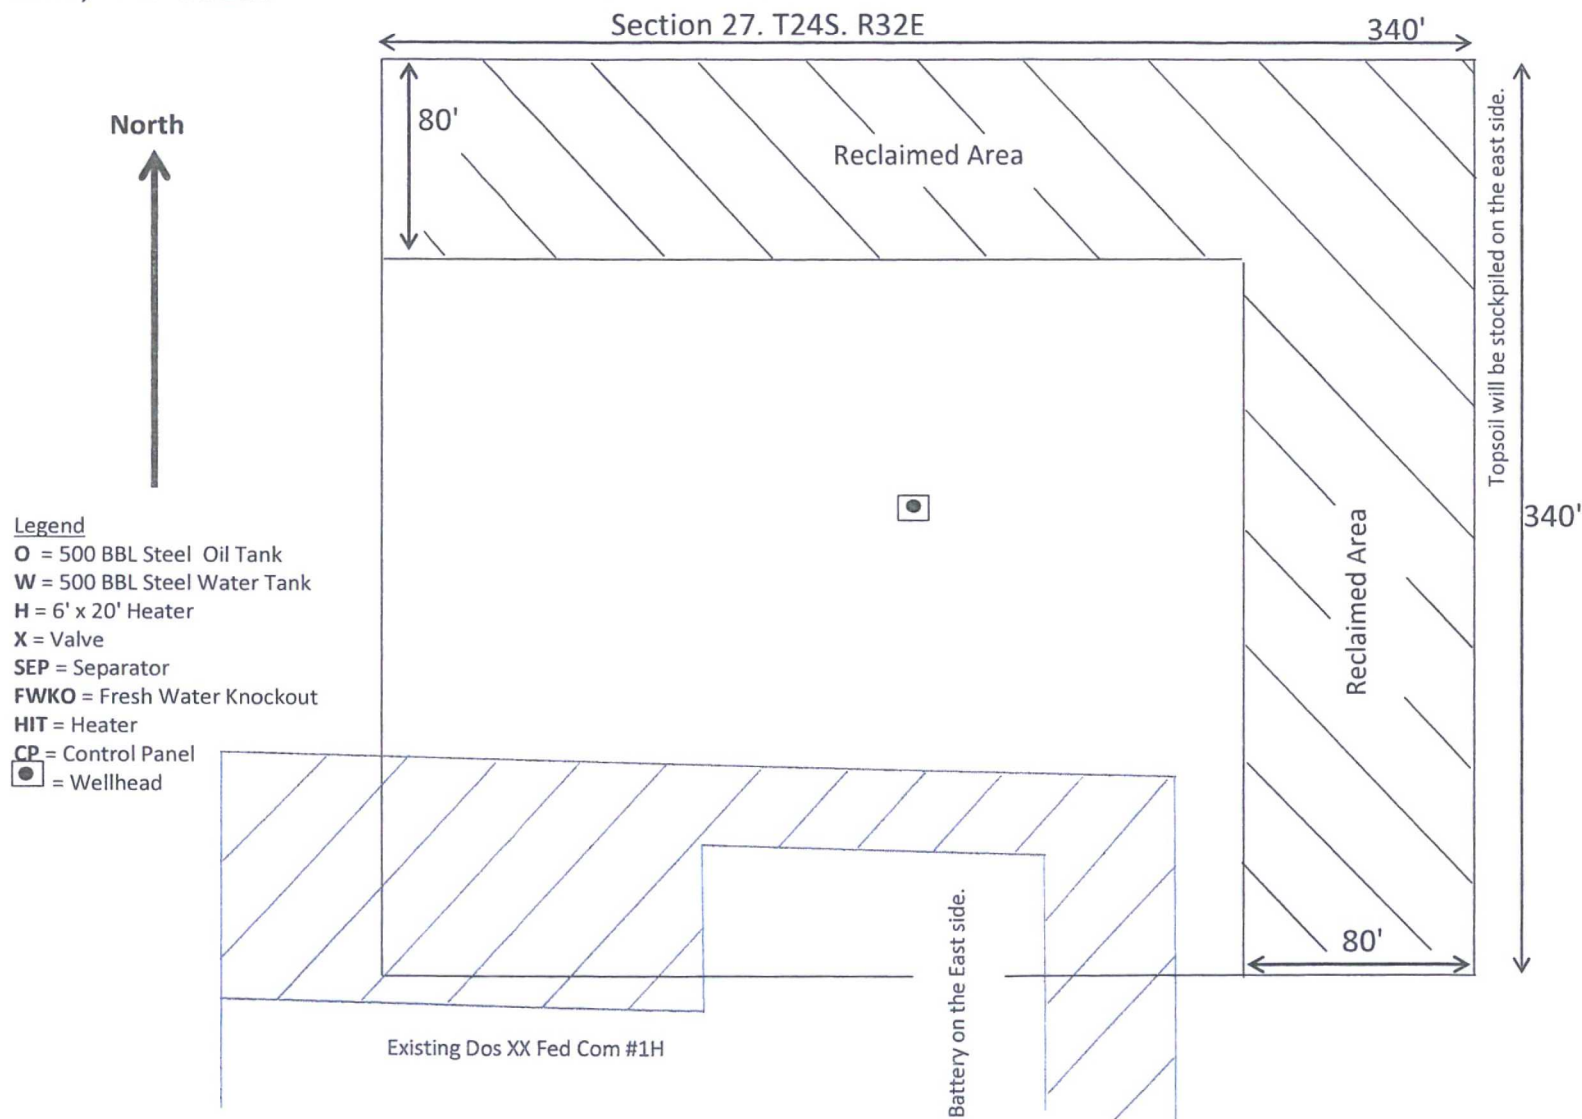 Section 27. T24S. R32E
340'
North
80'
Reclaimed Area
Topsoil will be stockpiled on the east side.
340'
Legend
O = 500 BBL Steel Oil Tank
W = 500 BBL Steel Water Tank
H = 6' x 20' Heater
X = Valve
SEP = Separator
FWKO = Fresh Water Knockout
HIT = Heater
CP = Control Panel
= Wellhead
Reclaimed Area
80'
Battery on the East side.
Existing Dos XX Fed Com #1H